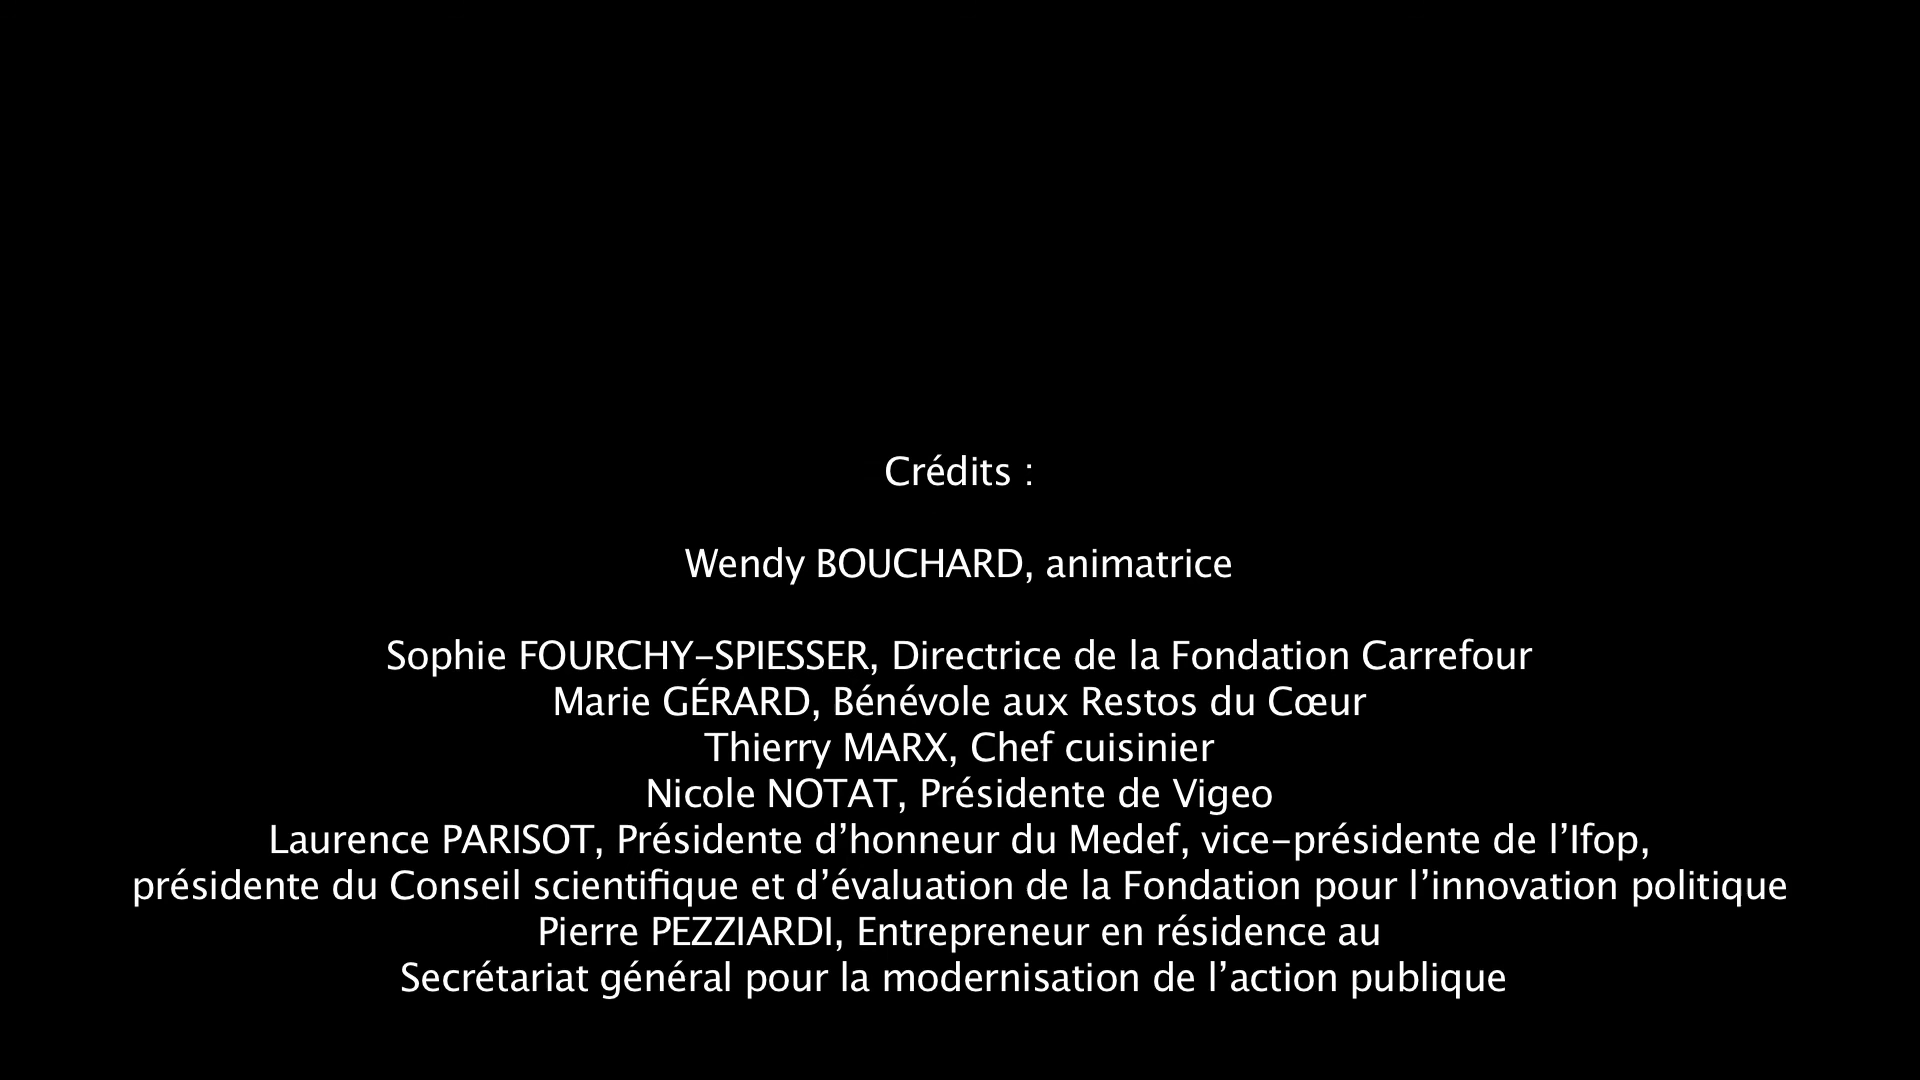 Crédits :
Wendy BOUCHARD, animatrice
Sophie FOURCHY-SPIESSER, Directrice de la Fondation Carrefour
Marie GÉRARD, Bénévole aux Restos du Cœur
Thierry MARX, Chef cuisinier
Nicole NOTAT, Présidente de Vigeo
Laurence PARISOT, Présidente d’honneur du Medef, vice-présidente de l’Ifop,
présidente du Conseil scientifique et d’évaluation de la Fondation pour l’innovation politique
Pierre PEZZIARDI, Entrepreneur en résidence au
Secrétariat général pour la modernisation de l’action publique